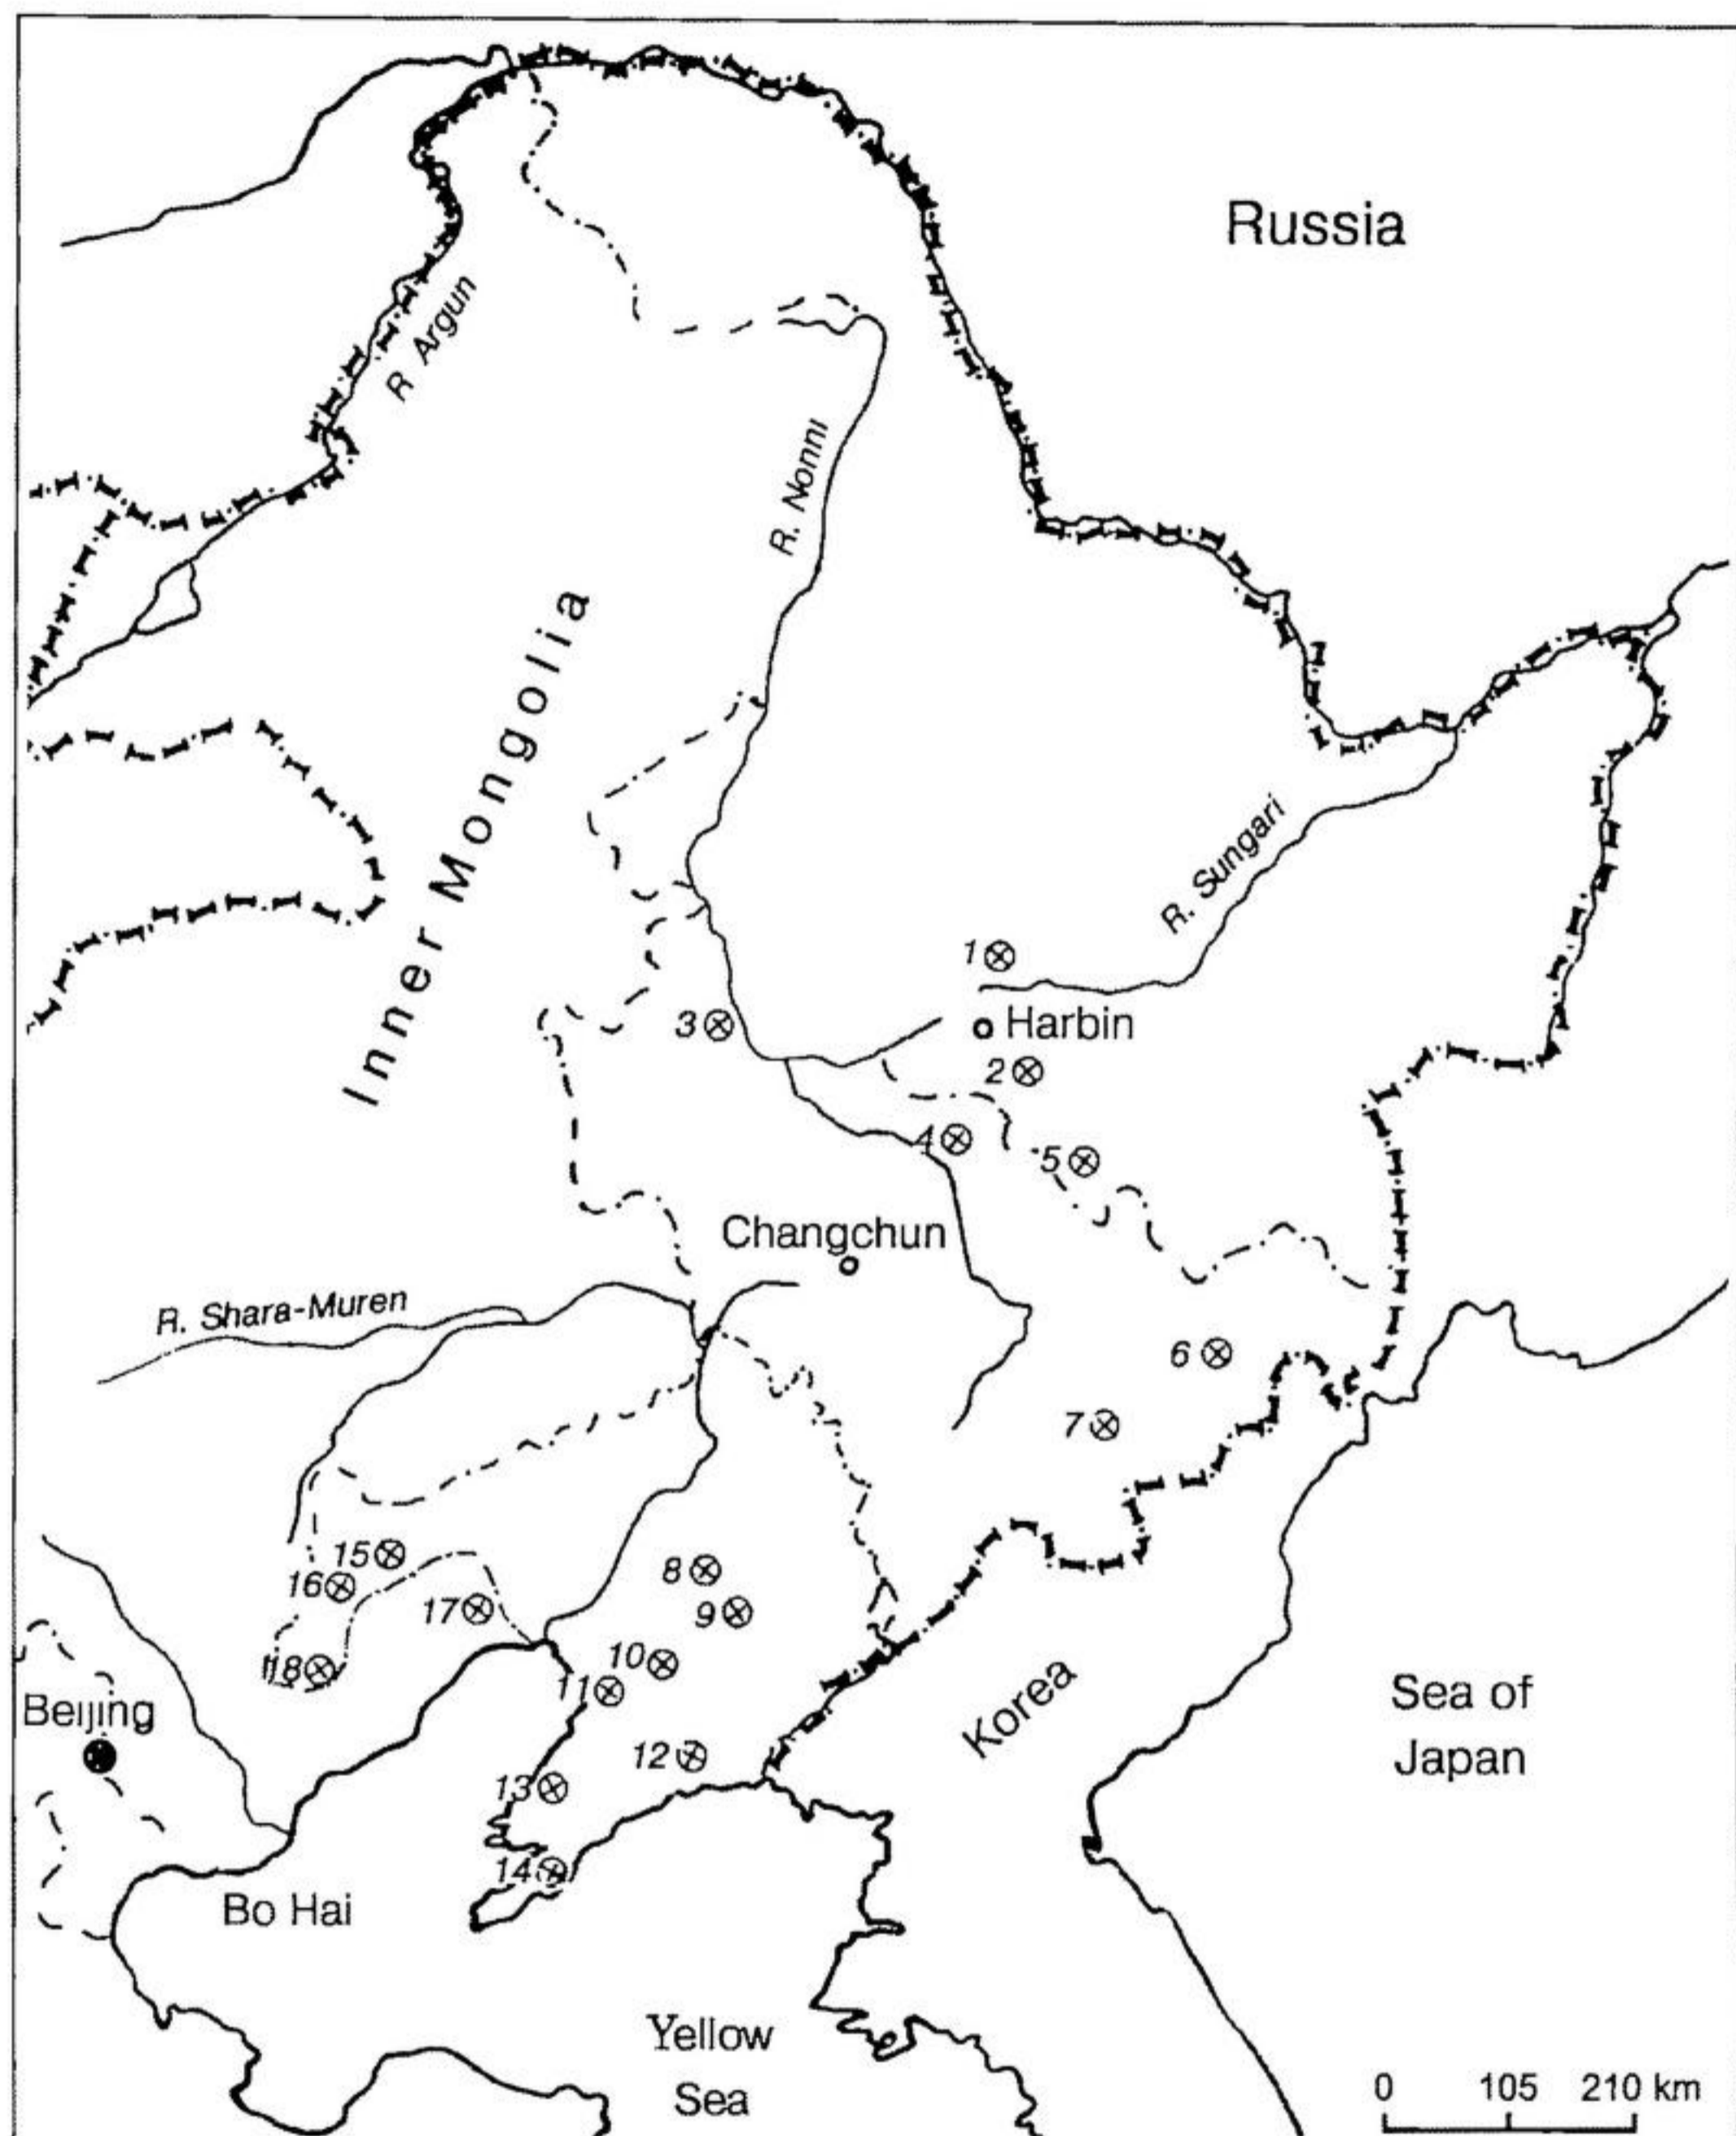 Russia
R Argun
R. Nonni
Inner Mongolia
R. Sungari
1
Harbin
3
2
4
5
Changchun
R. Shara-Muren
6
7
15
8
16
17
9
10
18
11
Beijing
Korea
Sea of
Japan
12
13
14
Bo Hai
Yellow
Sea
0 105 210 km